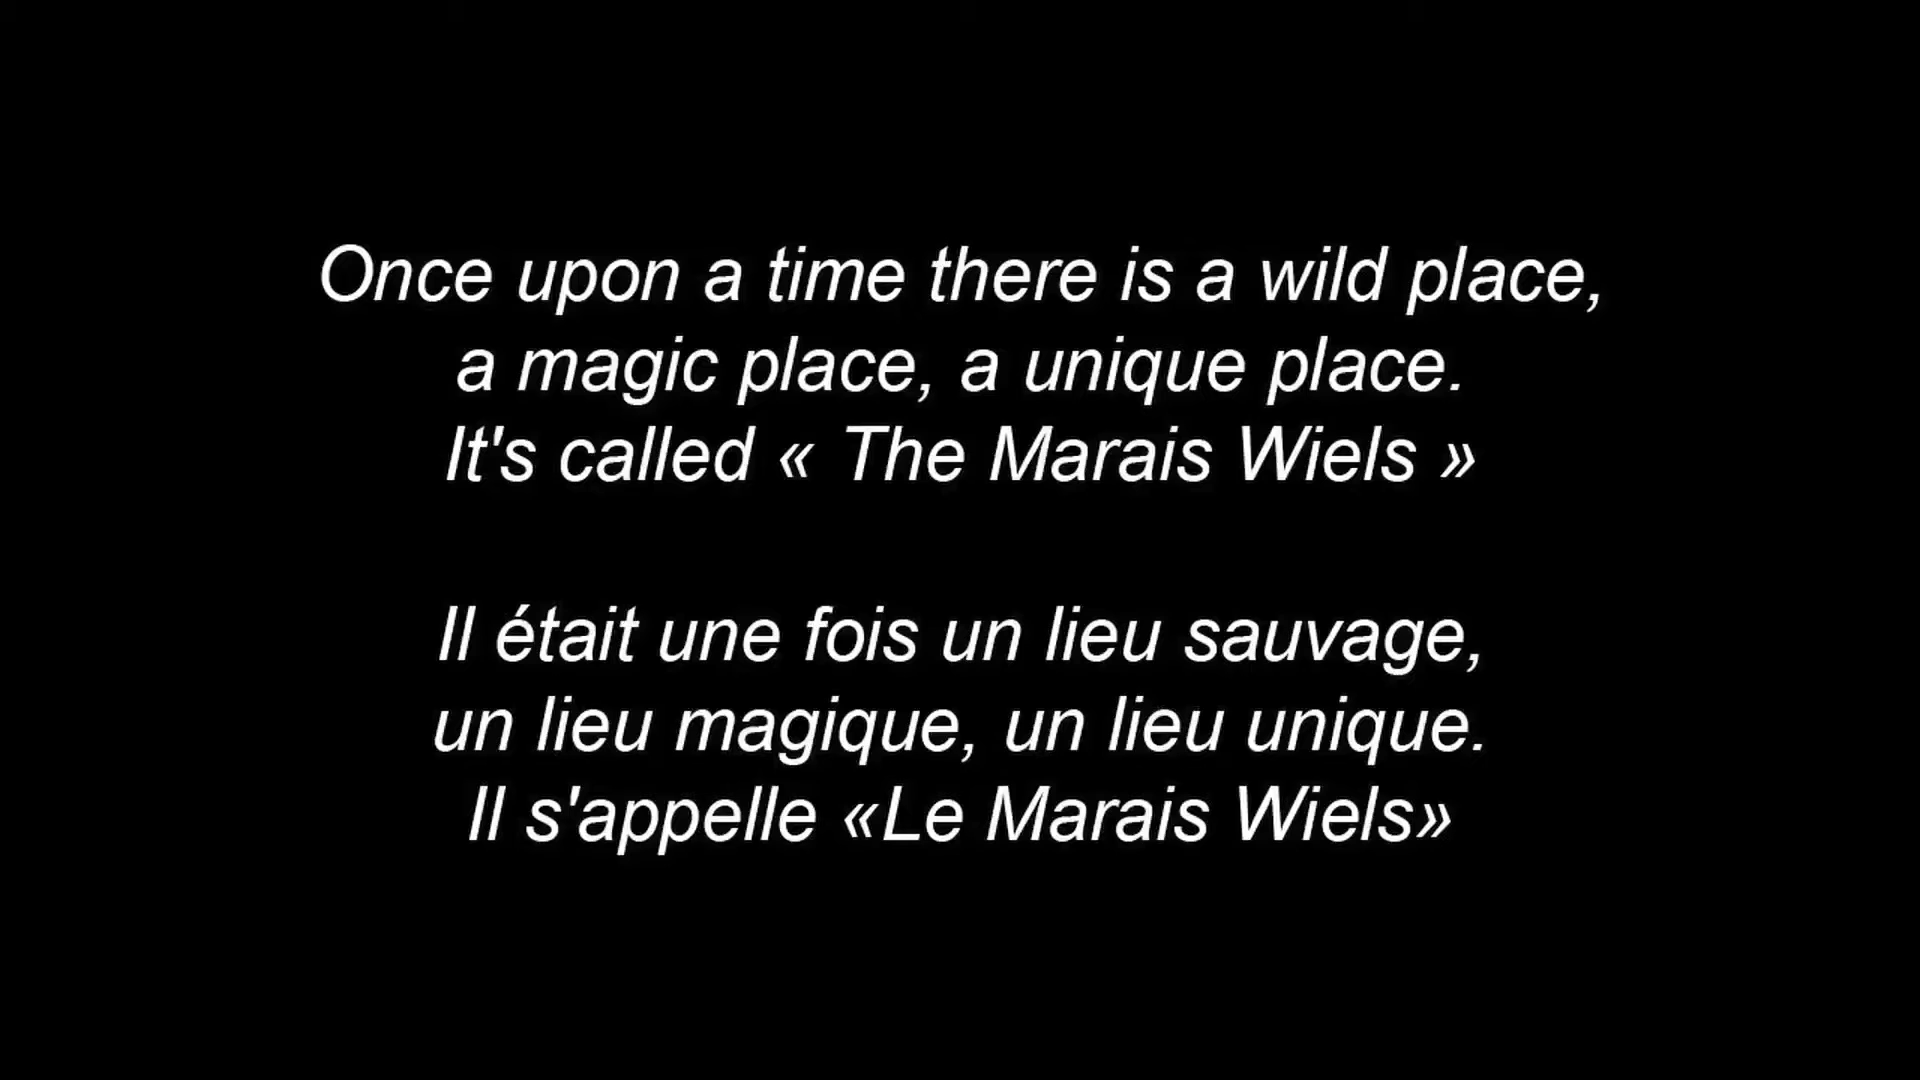 Once upon a time there is a wild place,
a magic place, a unique place.
It's called « The Marais Wiels »
Il était une fois un lieu sauvage,
un lieu magique, un lieu unique.
Il s'appelle «Le Marais Wiels»